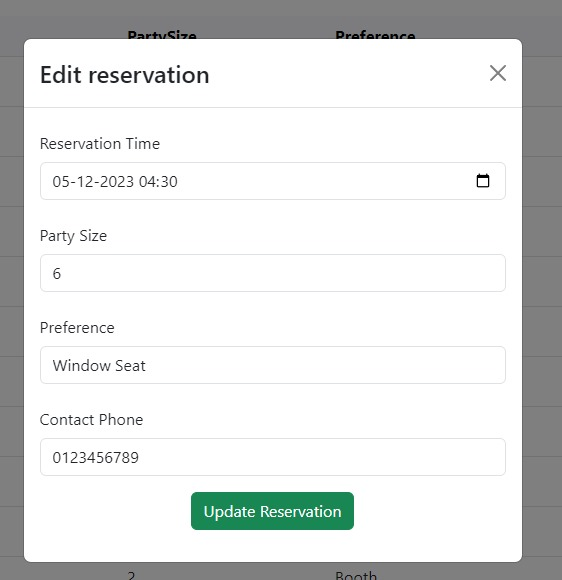 PartySize Preference
Edit reservation
Reservation Time
05-12-2023 04:30
Party Size
6
Preference
Window Seat
Contact Phone
0123456789
Update Reservation
2 Booth